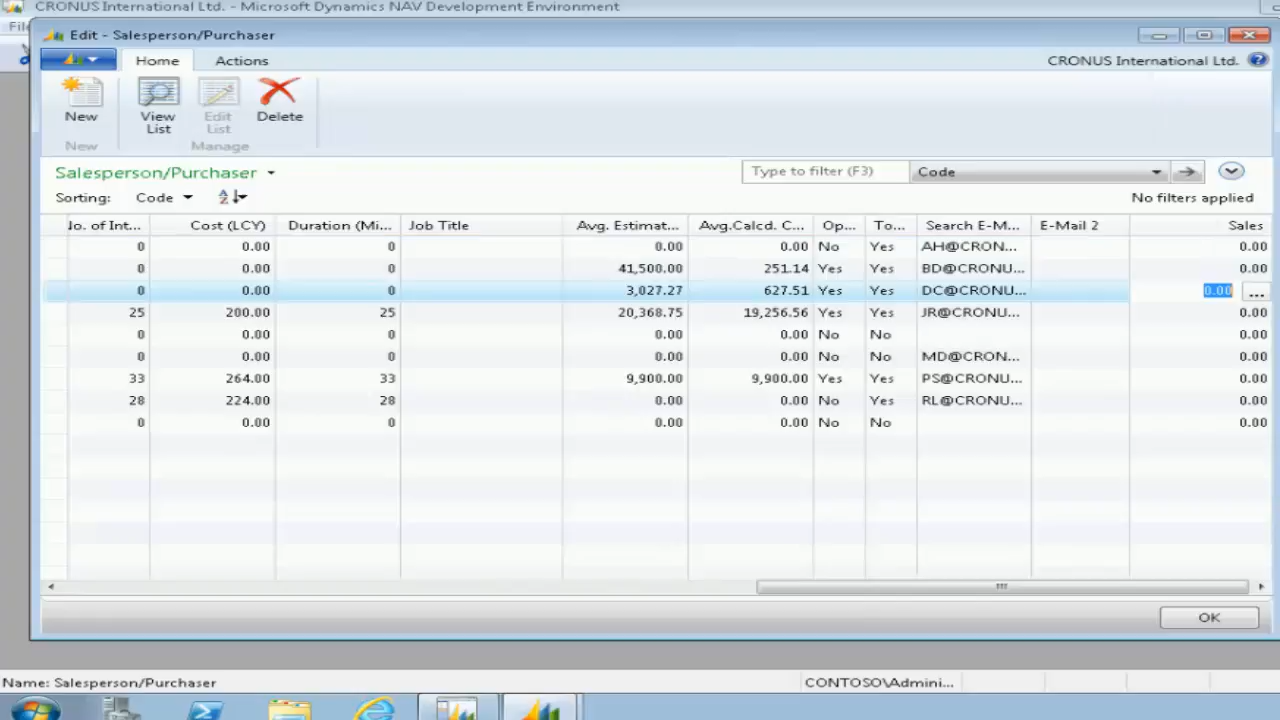 CRONUS International Ltd. - Microsoft Dynamics NAV Development Environment
Edit - Salesperson/Purchaser
Home Actions CRONUS International Ltd.
New View List Edit List Delete
New Manage
Salesperson/Purchaser Type to filter (F3) Code
Sorting: Code No filters applied
Io. of Int... Cost (LCY) Duration (Mi... Job Title Avg. Estimat... Avg.Calcd. C... Op... To... Search E-M... E-Mail 2 Sales
0 0.00 0 0.00 0.00 No Yes AH@CRON... 0.00
0 0.00 0 41,500.00 251.14 Yes Yes BD@CRONU... 0.00
0 0.00 0 3,027.27 627.51 Yes Yes DC@CRONU... 0.00 ...
25 200.00 25 20,368.75 19,256.56 Yes Yes JR@CRONU... 0.00
0 0.00 0 0.00 0.00 No No 0.00
0 0.00 0 0.00 0.00 No No MD@CRON... 0.00
33 264.00 33 9,900.00 9,900.00 Yes Yes PS@CRONU... 0.00
28 224.00 28 0.00 0.00 No Yes RL@CRONU... 0.00
0 0.00 0 0.00 0.00 No No 0.00
OK
Name: Salesperson/Purchaser CONTOSO\Admini...